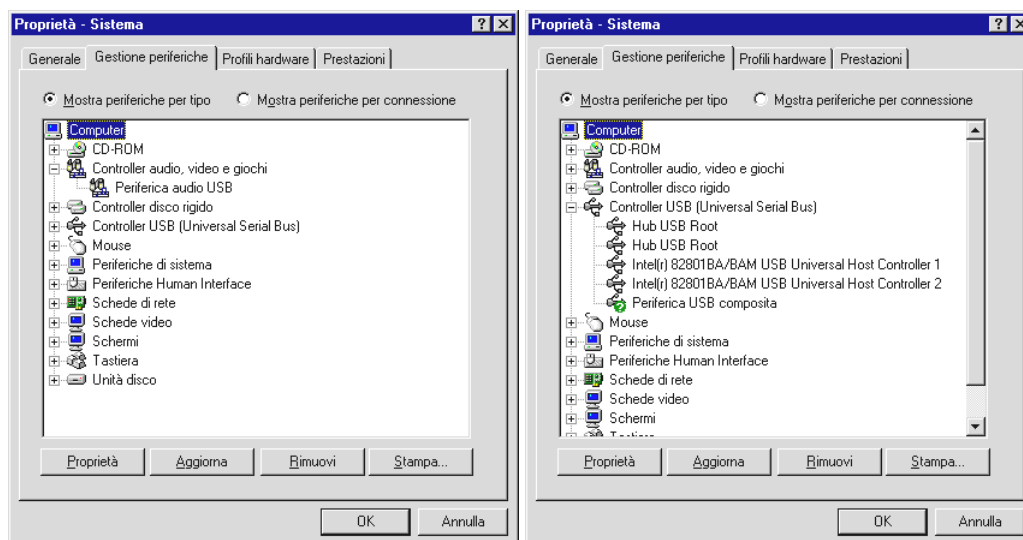 Proprietà - Sistema
Generale
Gestione periferiche
Profili hardware
Prestazioni
Mostra periferiche per tipo
Mostra periferiche per connessione
Computer
CD-ROM
Controller audio, video e giochi
Periferica audio USB
Controller disco rigido
Controller USB (Universal Serial Bus)
Mouse
Periferiche di sistema
Periferiche Human Interface
Schede di rete
Schede video
Schermi
Tastiera
Unità disco
Proprietà
Aggiorna
Rimuovi
Stampa...
OK
Annulla
Proprietà - Sistema
Generale
Gestione periferiche
Profili hardware
Prestazioni
Mostra periferiche per tipo
Mostra periferiche per connessione
Computer
CD-ROM
Controller audio, video e giochi
Controller disco rigido
Controller USB (Universal Serial Bus)
Hub USB Root
Hub USB Root
Intel(r) 82801BA/BAM USB Universal Host Controller 1
Intel(r) 82801BA/BAM USB Universal Host Controller 2
Periferica USB composita
Mouse
Periferiche di sistema
Periferiche Human Interface
Schede di rete
Schede video
Schermi
Tastiera
Proprietà
Aggiorna
Rimuovi
Stampa...
OK
Annulla